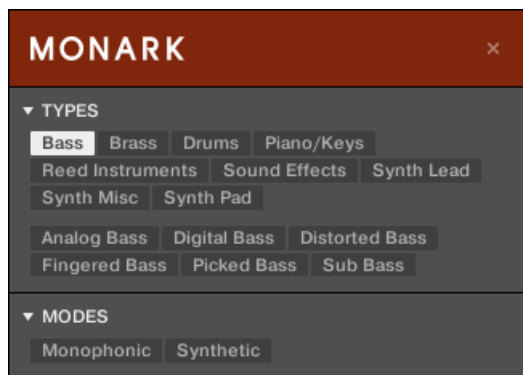 MONARK ×
▼ TYPES
Bass Brass Drums Piano/Keys
Reed Instruments Sound Effects Synth Lead
Synth Misc Synth Pad
Analog Bass Digital Bass Distorted Bass
Fingered Bass Picked Bass Sub Bass
▼ MODES
Monophonic Synthetic